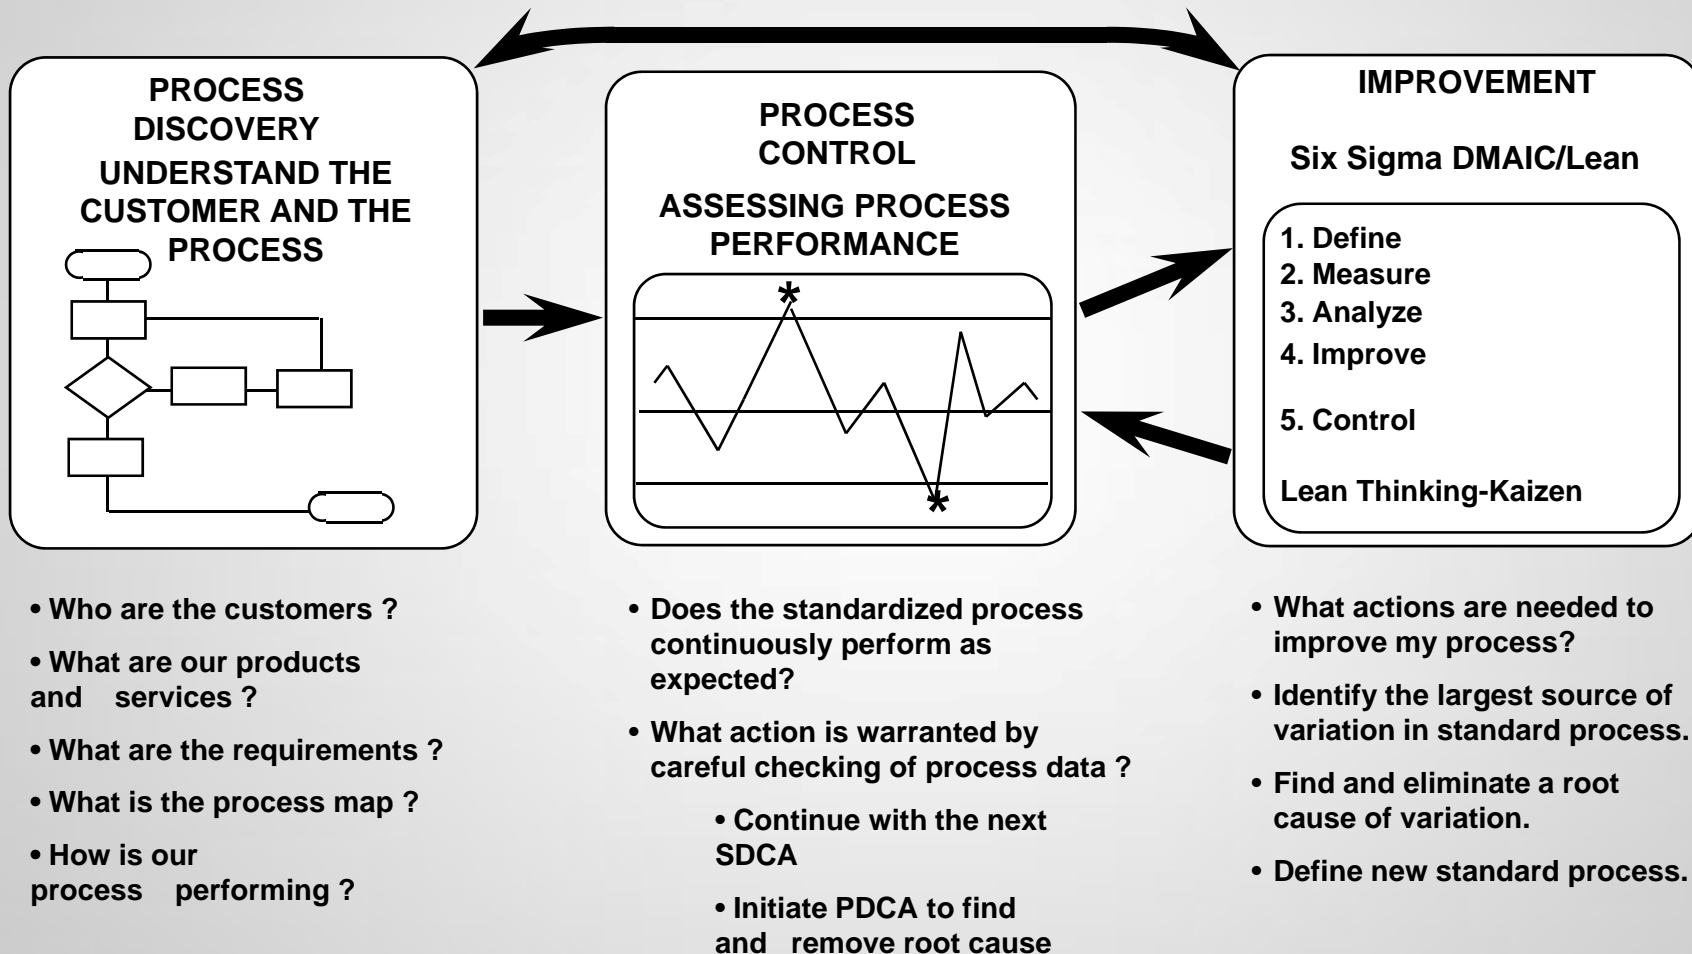 PROCESS
DISCOVERY
UNDERSTAND THE
CUSTOMER AND THE
PROCESS
• Who are the customers ?
• What are our products
and services ?
• What are the requirements ?
• What is the process map ?
• How is our
process performing ?
PROCESS
CONTROL
ASSESSING PROCESS
PERFORMANCE
*
*
• Does the standardized process
continuously perform as
expected?
• What action is warranted by
careful checking of process data ?
• Continue with the next
SDCA
• Initiate PDCA to find
and remove root cause
IMPROVEMENT
Six Sigma DMAIC/Lean
1. Define
2. Measure
3. Analyze
4. Improve
5. Control
Lean Thinking-Kaizen
• What actions are needed to
improve my process?
• Identify the largest source of
variation in standard process.
• Find and eliminate a root
cause of variation.
• Define new standard process.